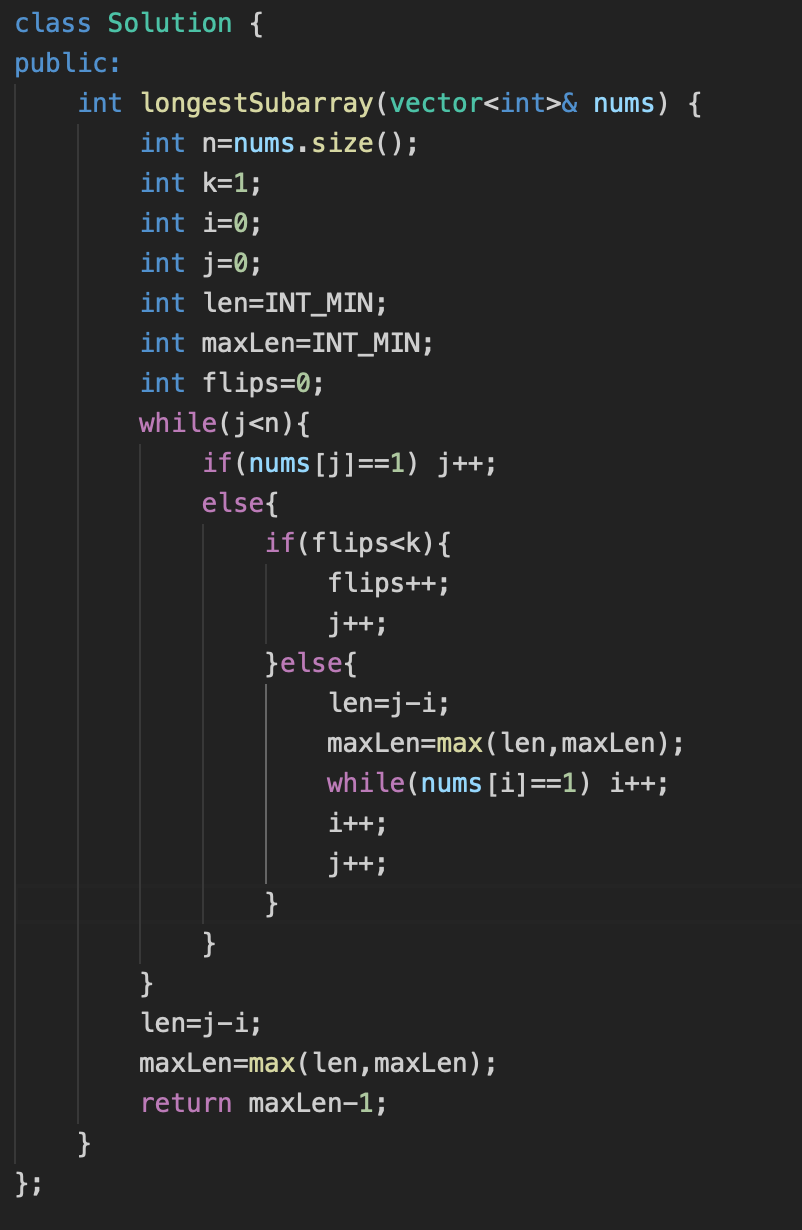 class Solution {
public:
    int longestSubarray(vector<int>& nums) {
        int n=nums.size();
        int k=1;
        int i=0;
        int j=0;
        int len=INT_MIN;
        int maxLen=INT_MIN;
        int flips=0;
        while(j<n){
            if(nums[j]==1) j++;
            else{
                if(flips<k){
                    flips++;
                    j++;
                }else{
                    len=j-i;
                    maxLen=max(len,maxLen);
                    while(nums[i]==1) i++;
                    i++;
                    j++;
                }
            }
        }
        len=j-i;
        maxLen=max(len,maxLen);
        return maxLen-1;
    }
};